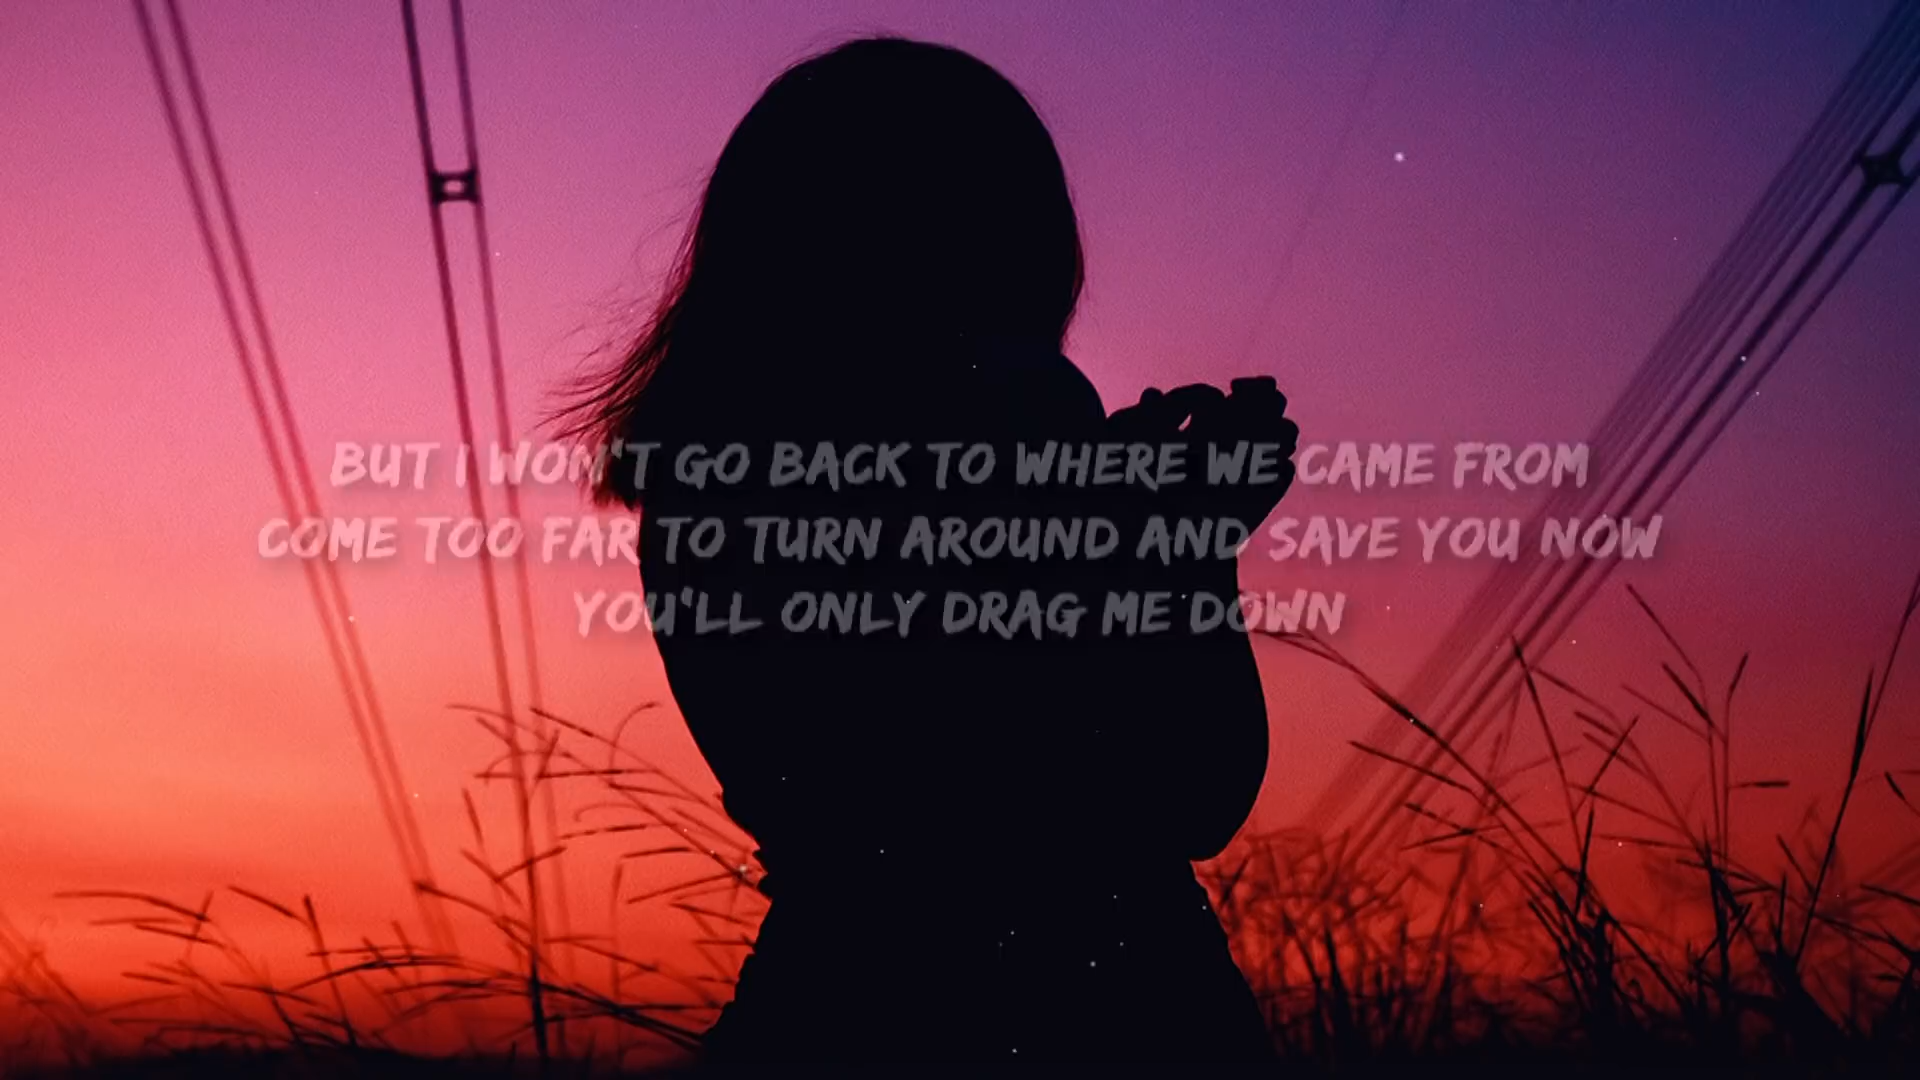 BUT I WON'T GO BACK TO WHERE WE CAME FROM
COME TOO FAR TO TURN AROUND AND SAVE YOU NOW
YOU'LL ONLY DRAG ME DOWN